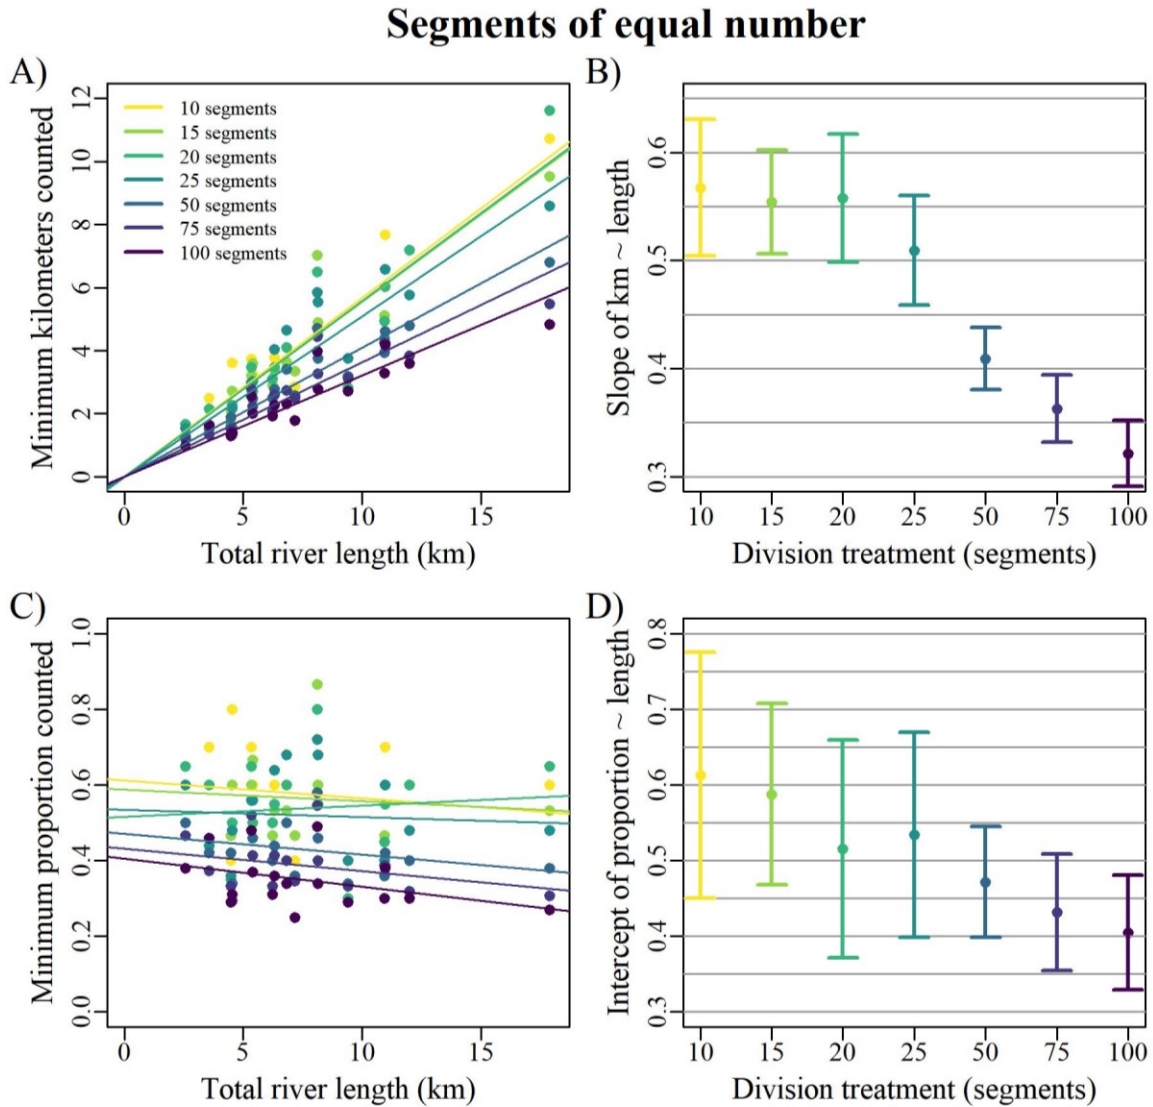 Segments of equal number
A)
Minimum kilometers counted
12
10
8
6
4
2
0
10 segments
15 segments
20 segments
25 segments
50 segments
75 segments
100 segments
0 5 10 15
Total river length (km)
B)
Slope of km ~ length
0.6
0.5
0.4
0.3
10 15 20 25 50 75 100
Division treatment (segments)
C)
Minimum proportion counted
1.0
0.8
0.6
0.4
0.2
0.0
0 5 10 15
Total river length (km)
D)
Intercept of proportion ~ length
0.8
0.7
0.6
0.5
0.4
0.3
10 15 20 25 50 75 100
Division treatment (segments)